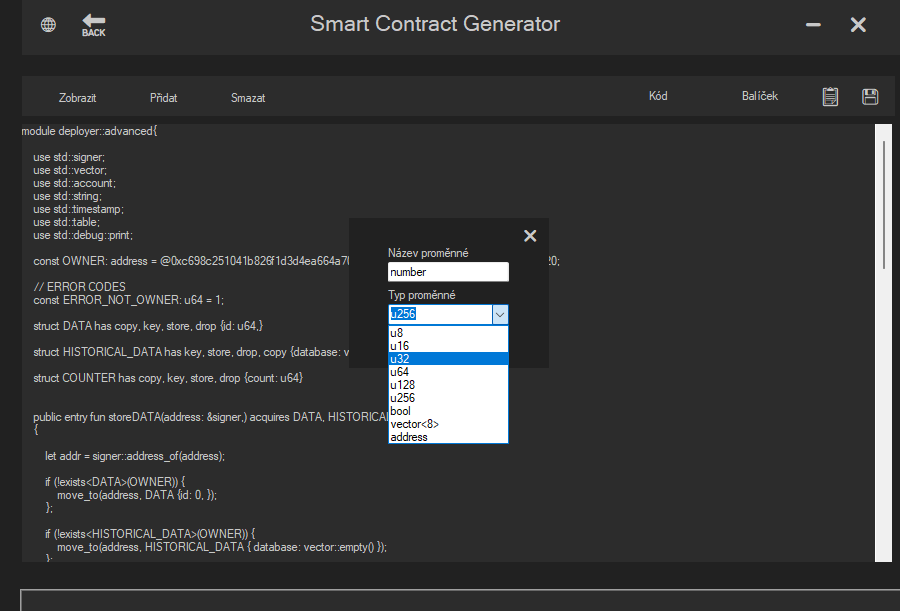 BACK
Smart Contract Generator
Zobrazit
Přidat
Smazat
Kód
Balíček
module deployer::advanced{
use std::signer;
use std::vector;
use std::account;
use std::string;
use std::timestamp;
use std::table;
use std::debug::print;
const OWNER: address = @0xc698c251041b826f1d3d4ea664a70 20;
// ERROR CODES
const ERROR_NOT_OWNER: u64 = 1;
struct DATA has copy, key, store, drop {id: u64,}
struct HISTORICAL_DATA has key, store, drop, copy {database: v
struct COUNTER has copy, key, store, drop {count: u64}
public entry fun storeDATA(address: &signer,) acquires DATA, HISTORICAL
{
let addr = signer::address_of(address);
if (!exists<DATA>(OWNER)) {
move_to(address, DATA {id: 0, });
};
if (!exists<HISTORICAL_DATA>(OWNER)) {
move_to(address, HISTORICAL_DATA { database: vector::empty() });
};
Název proměnné
number
Typ proměnné
u256
u8
u16
u32
u64
u128
u256
bool
vector<8>
address